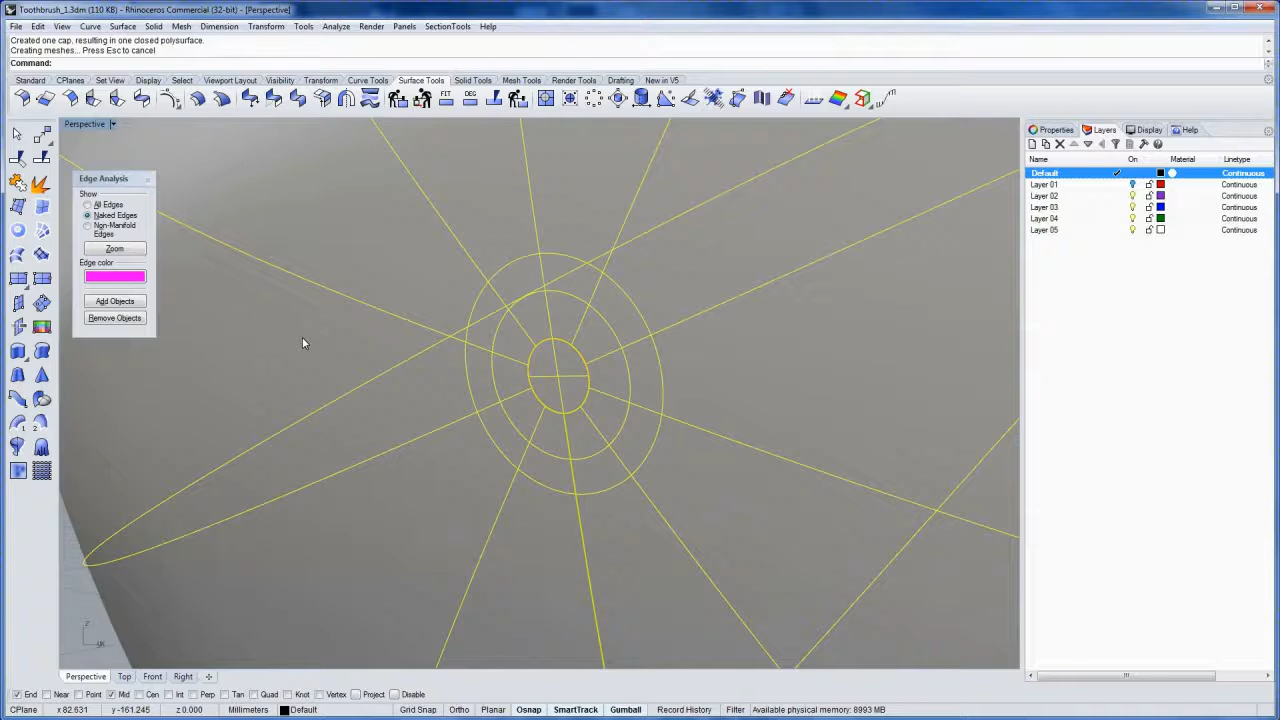 Toothbrush_1.3dm (110 KB) - Rhinoceros Commercial (32-bit) - [Perspective]
File Edit View Curve Surface Solid Mesh Dimension Transform Tools Analyze Render Panels SectionTools Help
Created one cap, resulting in one closed polysurface.
Creating meshes... Press Esc to cancel
Command:
Standard CPlanes Set View Display Select Viewport Layout Visibility Transform Curve Tools Surface Tools Solid Tools Mesh Tools Render Tools Drafting New in V5
FIT DEG
Perspective
Properties Layers Display Help
Name On Material Linetype
Default Continuous
Layer 01 Continuous
Layer 02 Continuous
Layer 03 Continuous
Layer 04 Continuous
Layer 05 Continuous
Edge Analysis
Show
All Edges
Naked Edges
Non-Manifold
Edges
Zoom
Edge color
Add Objects
Remove Objects
Perspective Top Front Right
End Near Point Mid Cen Int Perp Tan Quad Knot Vertex Project Disable
CPlane x 82.631 y -161.245 z 0.000 Millimeters Default Grid Snap Ortho Planar Osnap SmartTrack Gumball Record History Filter Available physical memory: 8993 MB